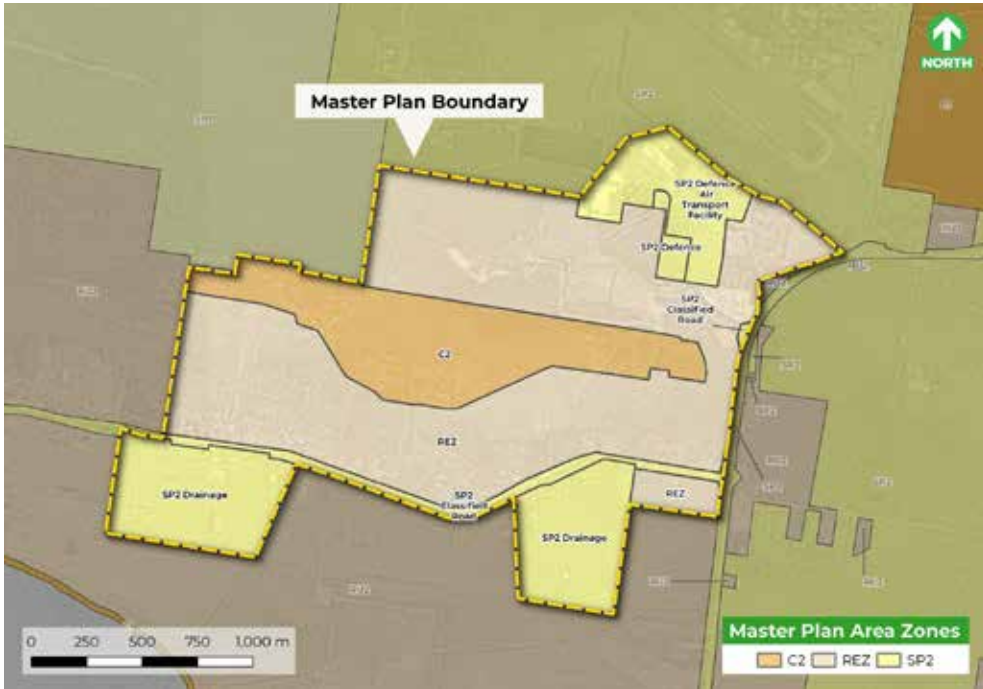 NORTH
Master Plan Boundary
SP2 Defence
Air
Transport
Facility
SP2 Defence
SP2
Classified
Road
C2
REZ
SP2 Drainage
SP2
Classified
Road
REZ
SP2 Drainage
0 250 500 750 1,000 m
Master Plan Area Zones
C2 REZ SP2